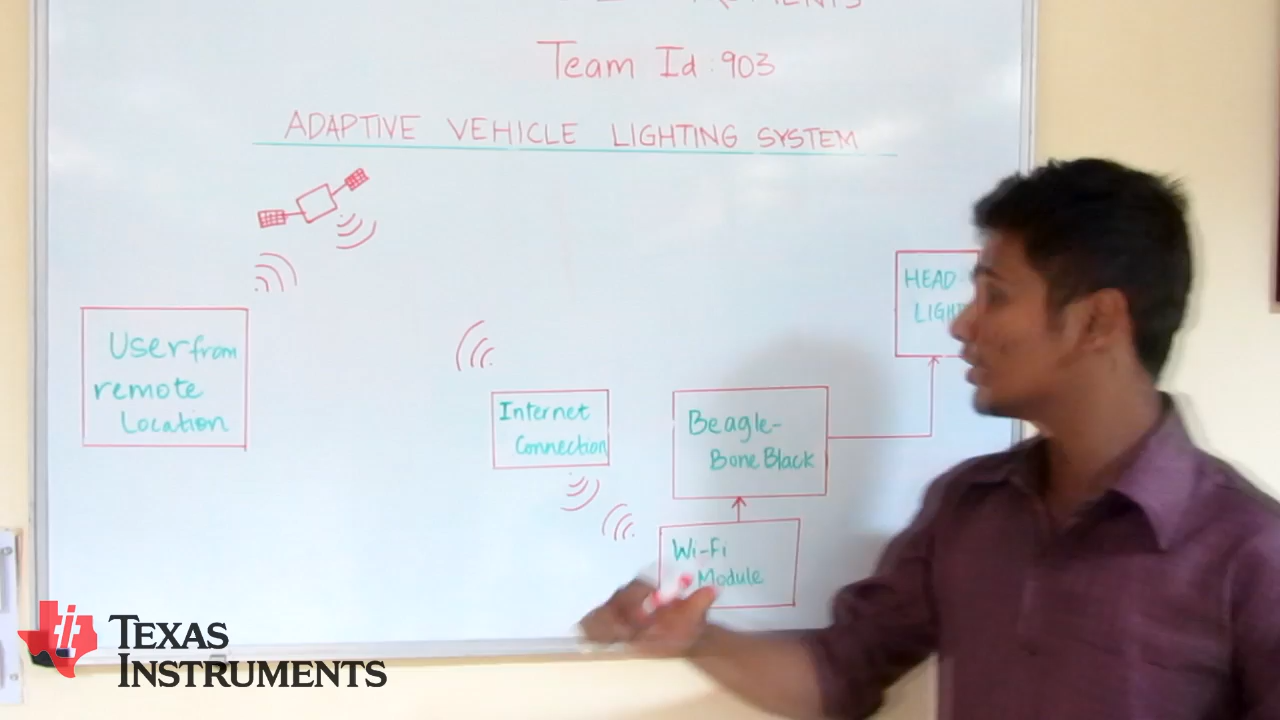 Team Id : 903
ADAPTIVE VEHICLE LIGHTING SYSTEM
User from
remote
Location
Internet
Connection
Beagle-
Bone Black
HEAD
Wi-Fi
Module
TEXAS
INSTRUMENTS